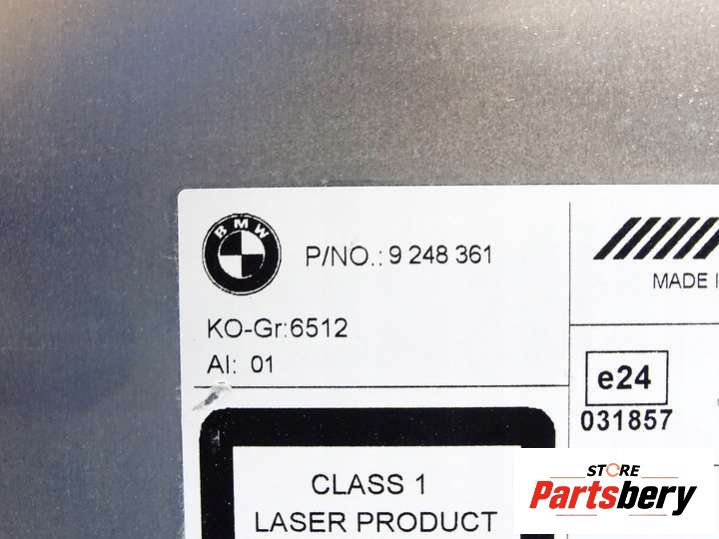 BMW
P/NO.: 9 248 361
KO-Gr:6512
AI: 01
MADE
e24
031857
CLASS 1
LASER PRODUCT
STORE
Partsbery